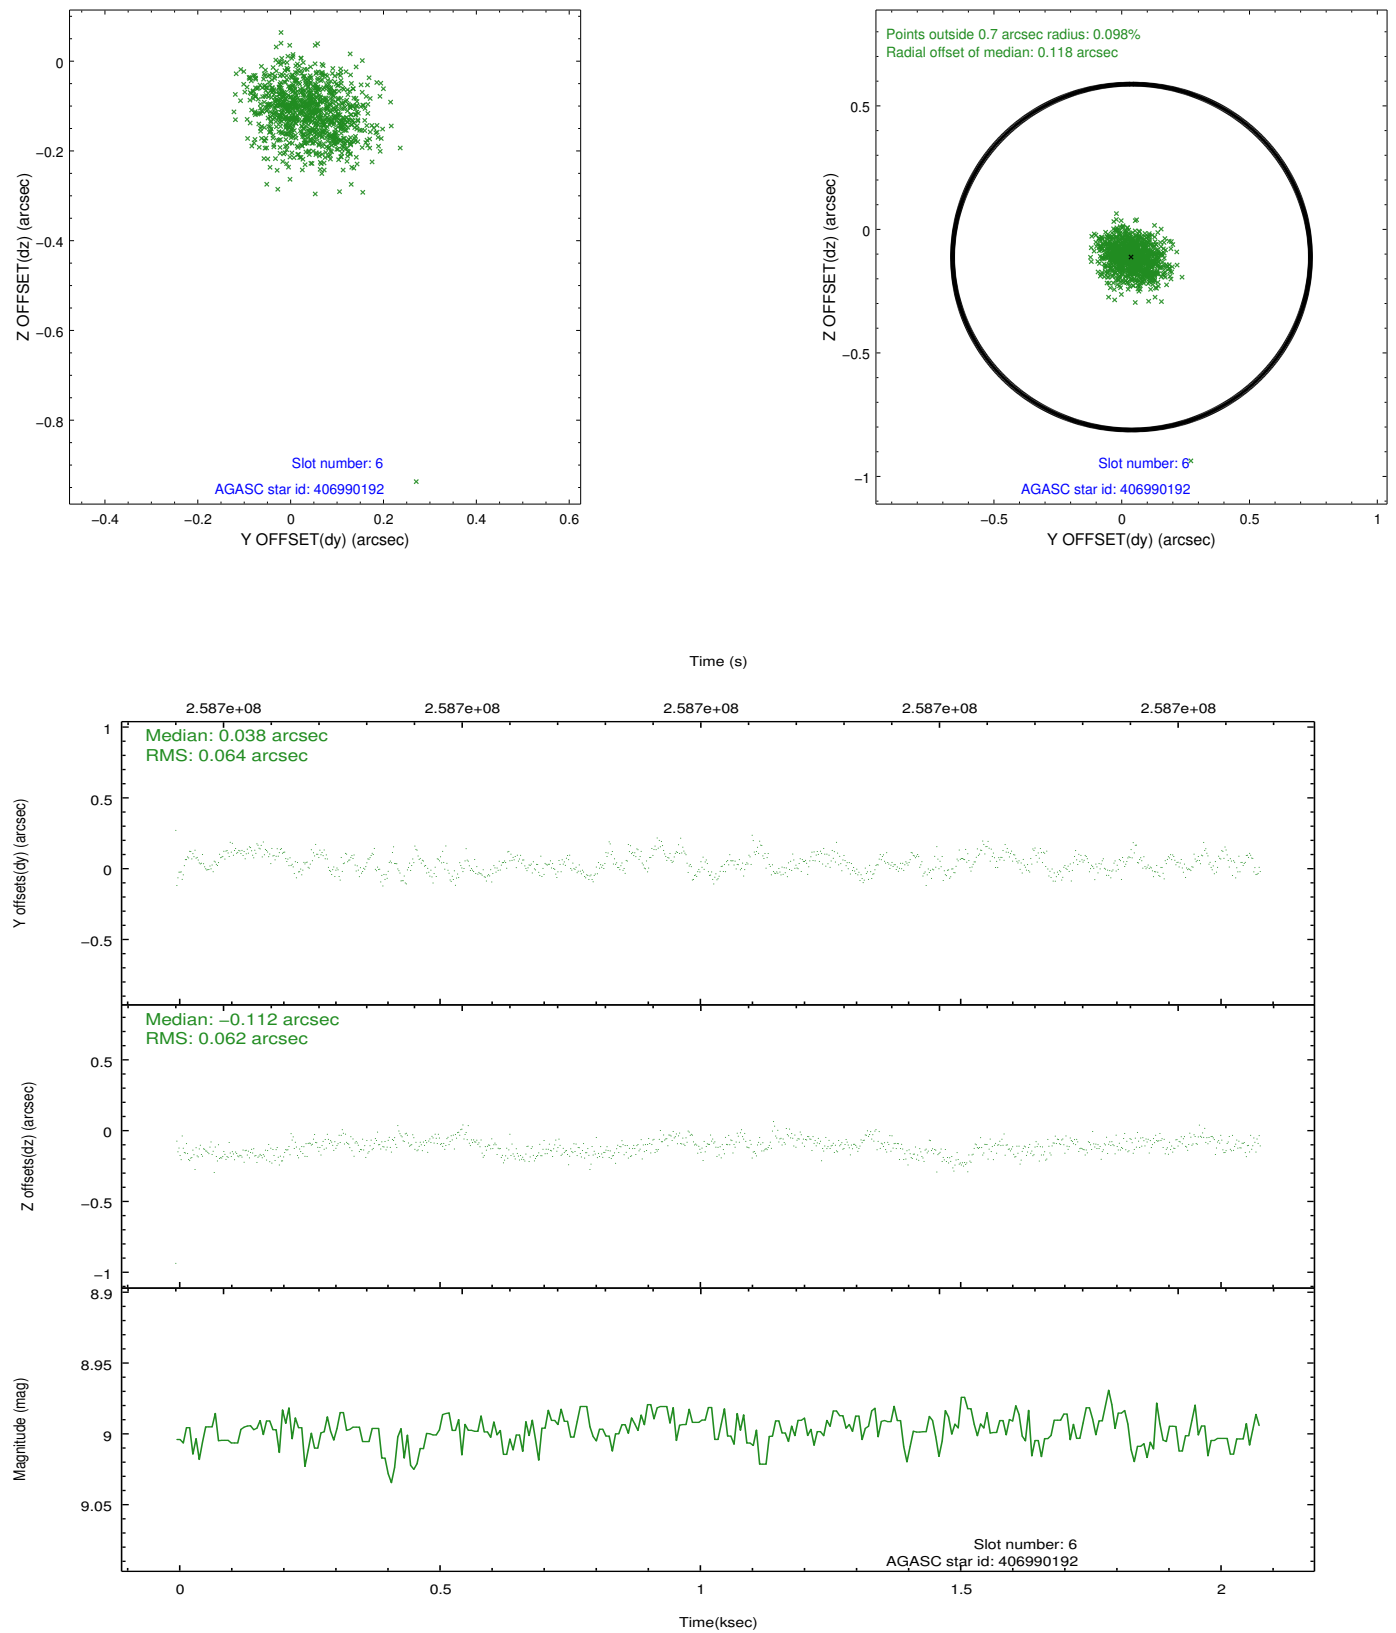 0
−0.2
−0.4
−0.6
−0.8
Z OFFSET(dz) (arcsec)
Slot number: 6
AGASC star id: 406990192
−0.4 −0.2 0 0.2 0.4 0.6
Y OFFSET(dy) (arcsec)
Points outside 0.7 arcsec radius: 0.098%
Radial offset of median: 0.118 arcsec
0.5
0
−0.5
−1
Z OFFSET(dz) (arcsec)
Slot number: 6
AGASC star id: 406990192
−0.5 0 0.5 1
Y OFFSET(dy) (arcsec)
Time (s)
2.587e+08 2.587e+08 2.587e+08 2.587e+08 2.587e+08
Median: 0.038 arcsec
RMS: 0.064 arcsec
1
0.5
0
−0.5
Y offsets(dy) (arcsec)
Median: −0.112 arcsec
RMS: 0.062 arcsec
0.5
0
−0.5
−1
Z offsets(dz) (arcsec)
8.9
8.95
9
9.05
Magnitude (mag)
Slot number: 6
AGASC star id: 406990192
0 0.5 1 1.5 2
Time(ksec)